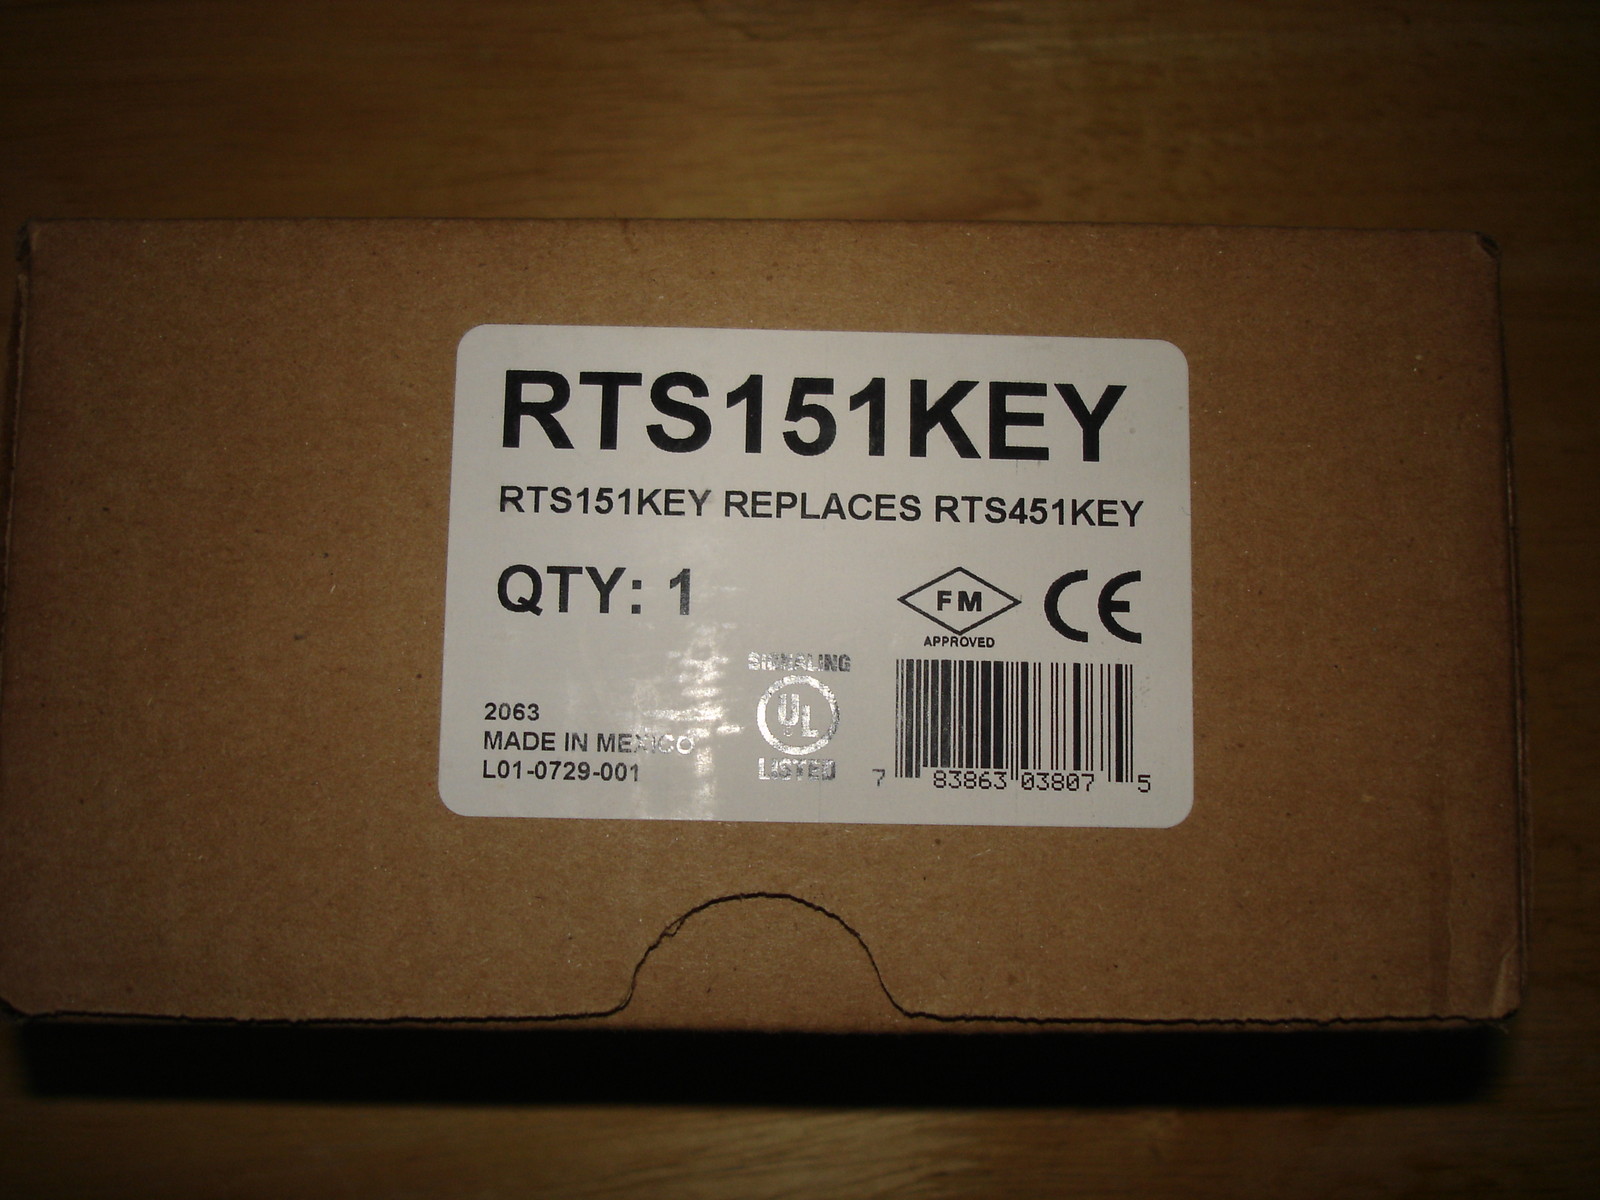 RTS151KEY
RTS151KEY REPLACES RTS451KEY
QTY: 1
FM
APPROVED
CE
SIGNALING
UL
LISTED
2063
MADE IN MEXICO
L01-0729-001
7 83863 03807 5